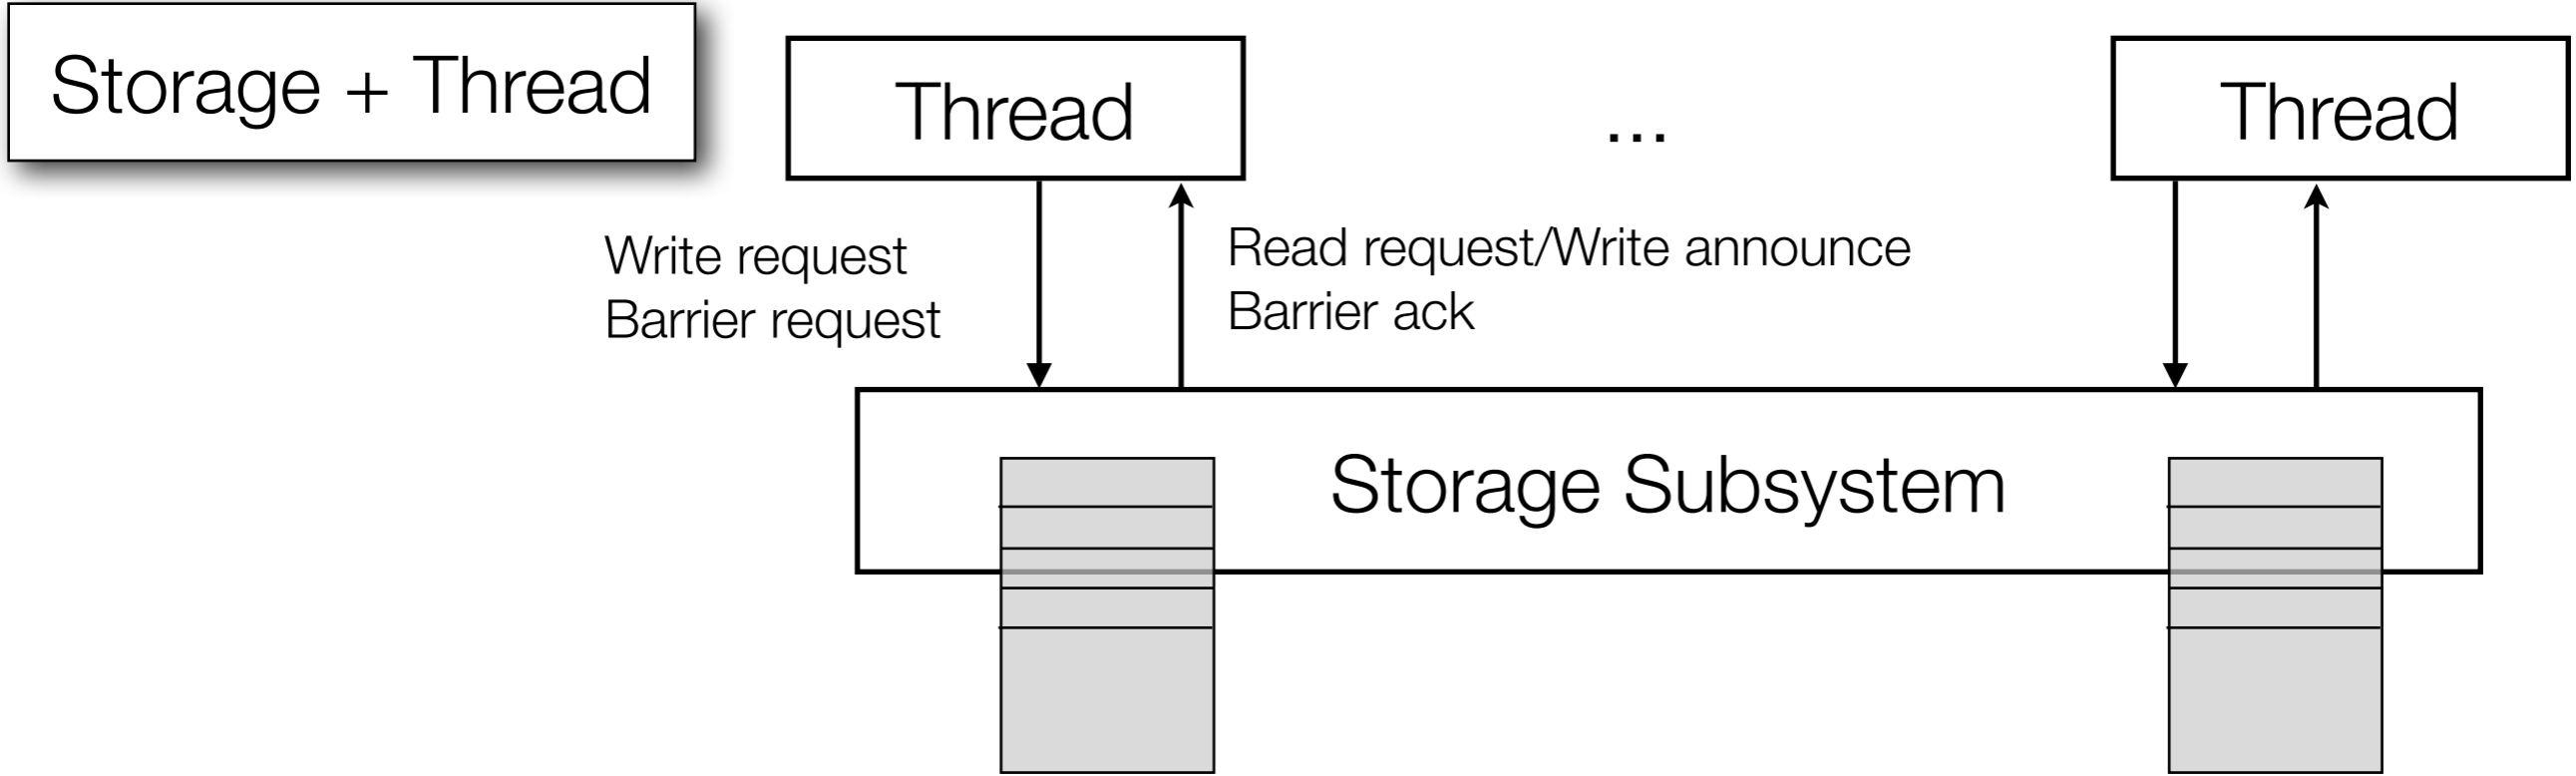 Storage + Thread
Thread
...
Thread
Write request
Barrier request
Read request/Write announce
Barrier ack
Storage Subsystem